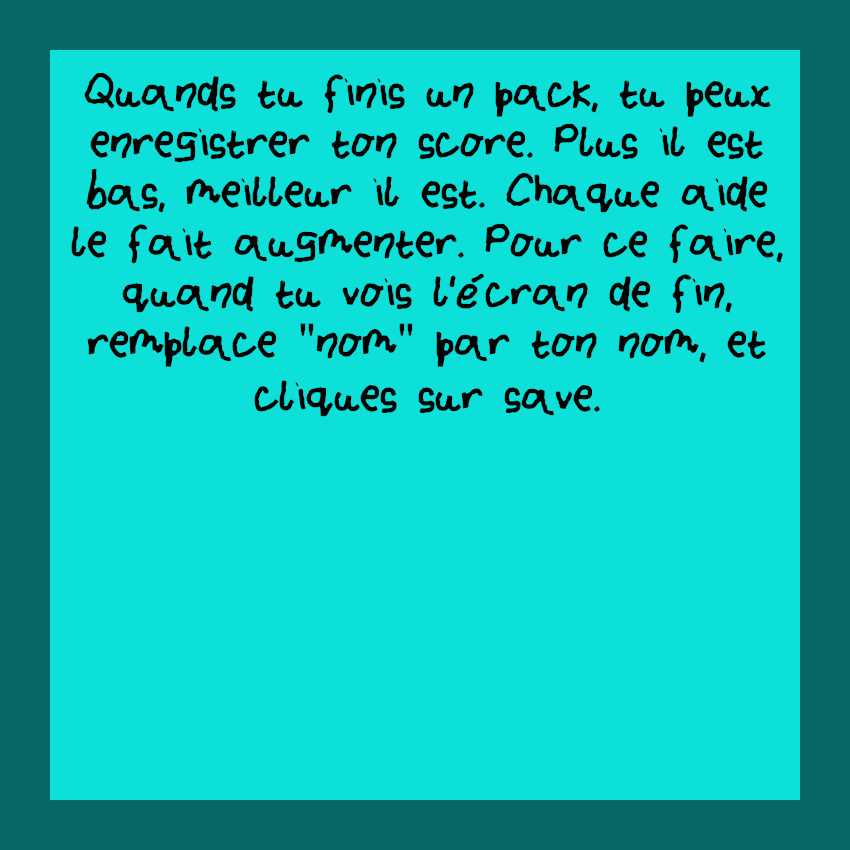 Quands tu finis un pack, tu peux
enregistrer ton score. Plus il est
bas, meilleur il est. Chaque aide
le fait augmenter. Pour ce faire,
quand tu vois l'écran de fin,
remplace "nom" par ton nom, et
cliques sur save.